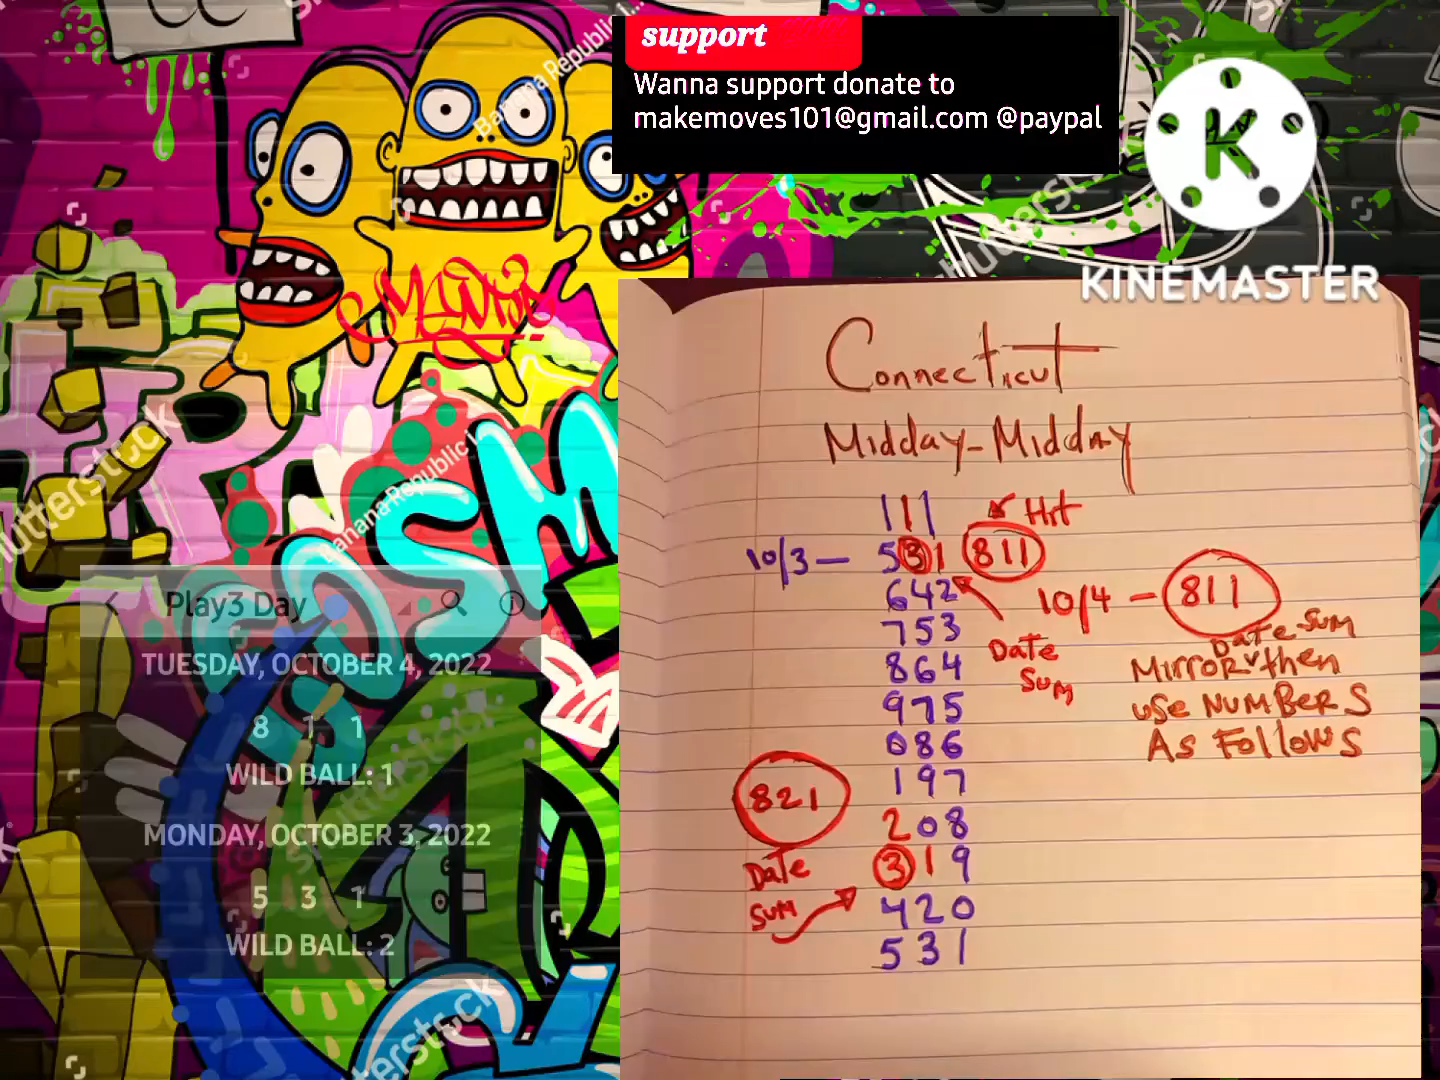 support
Wanna support donate to
makemoves101@gmail.com @paypal
K
KINEMASTER
shutterstock
Banana Republic
Play3 Day
TUESDAY, OCTOBER 4, 2022
8 1 1
WILD BALL: 1
MONDAY, OCTOBER 3, 2022
5 3 1
WILD BALL: 2
Connecticut
Midday-Midday
111
Hit
10/3 — 531 811
642
10/4 — 811
753
Date Sum
864
Mirror Date Sum then
use Numbers
As Follows
975
086
197
821
208
Date Sum
319
420
531